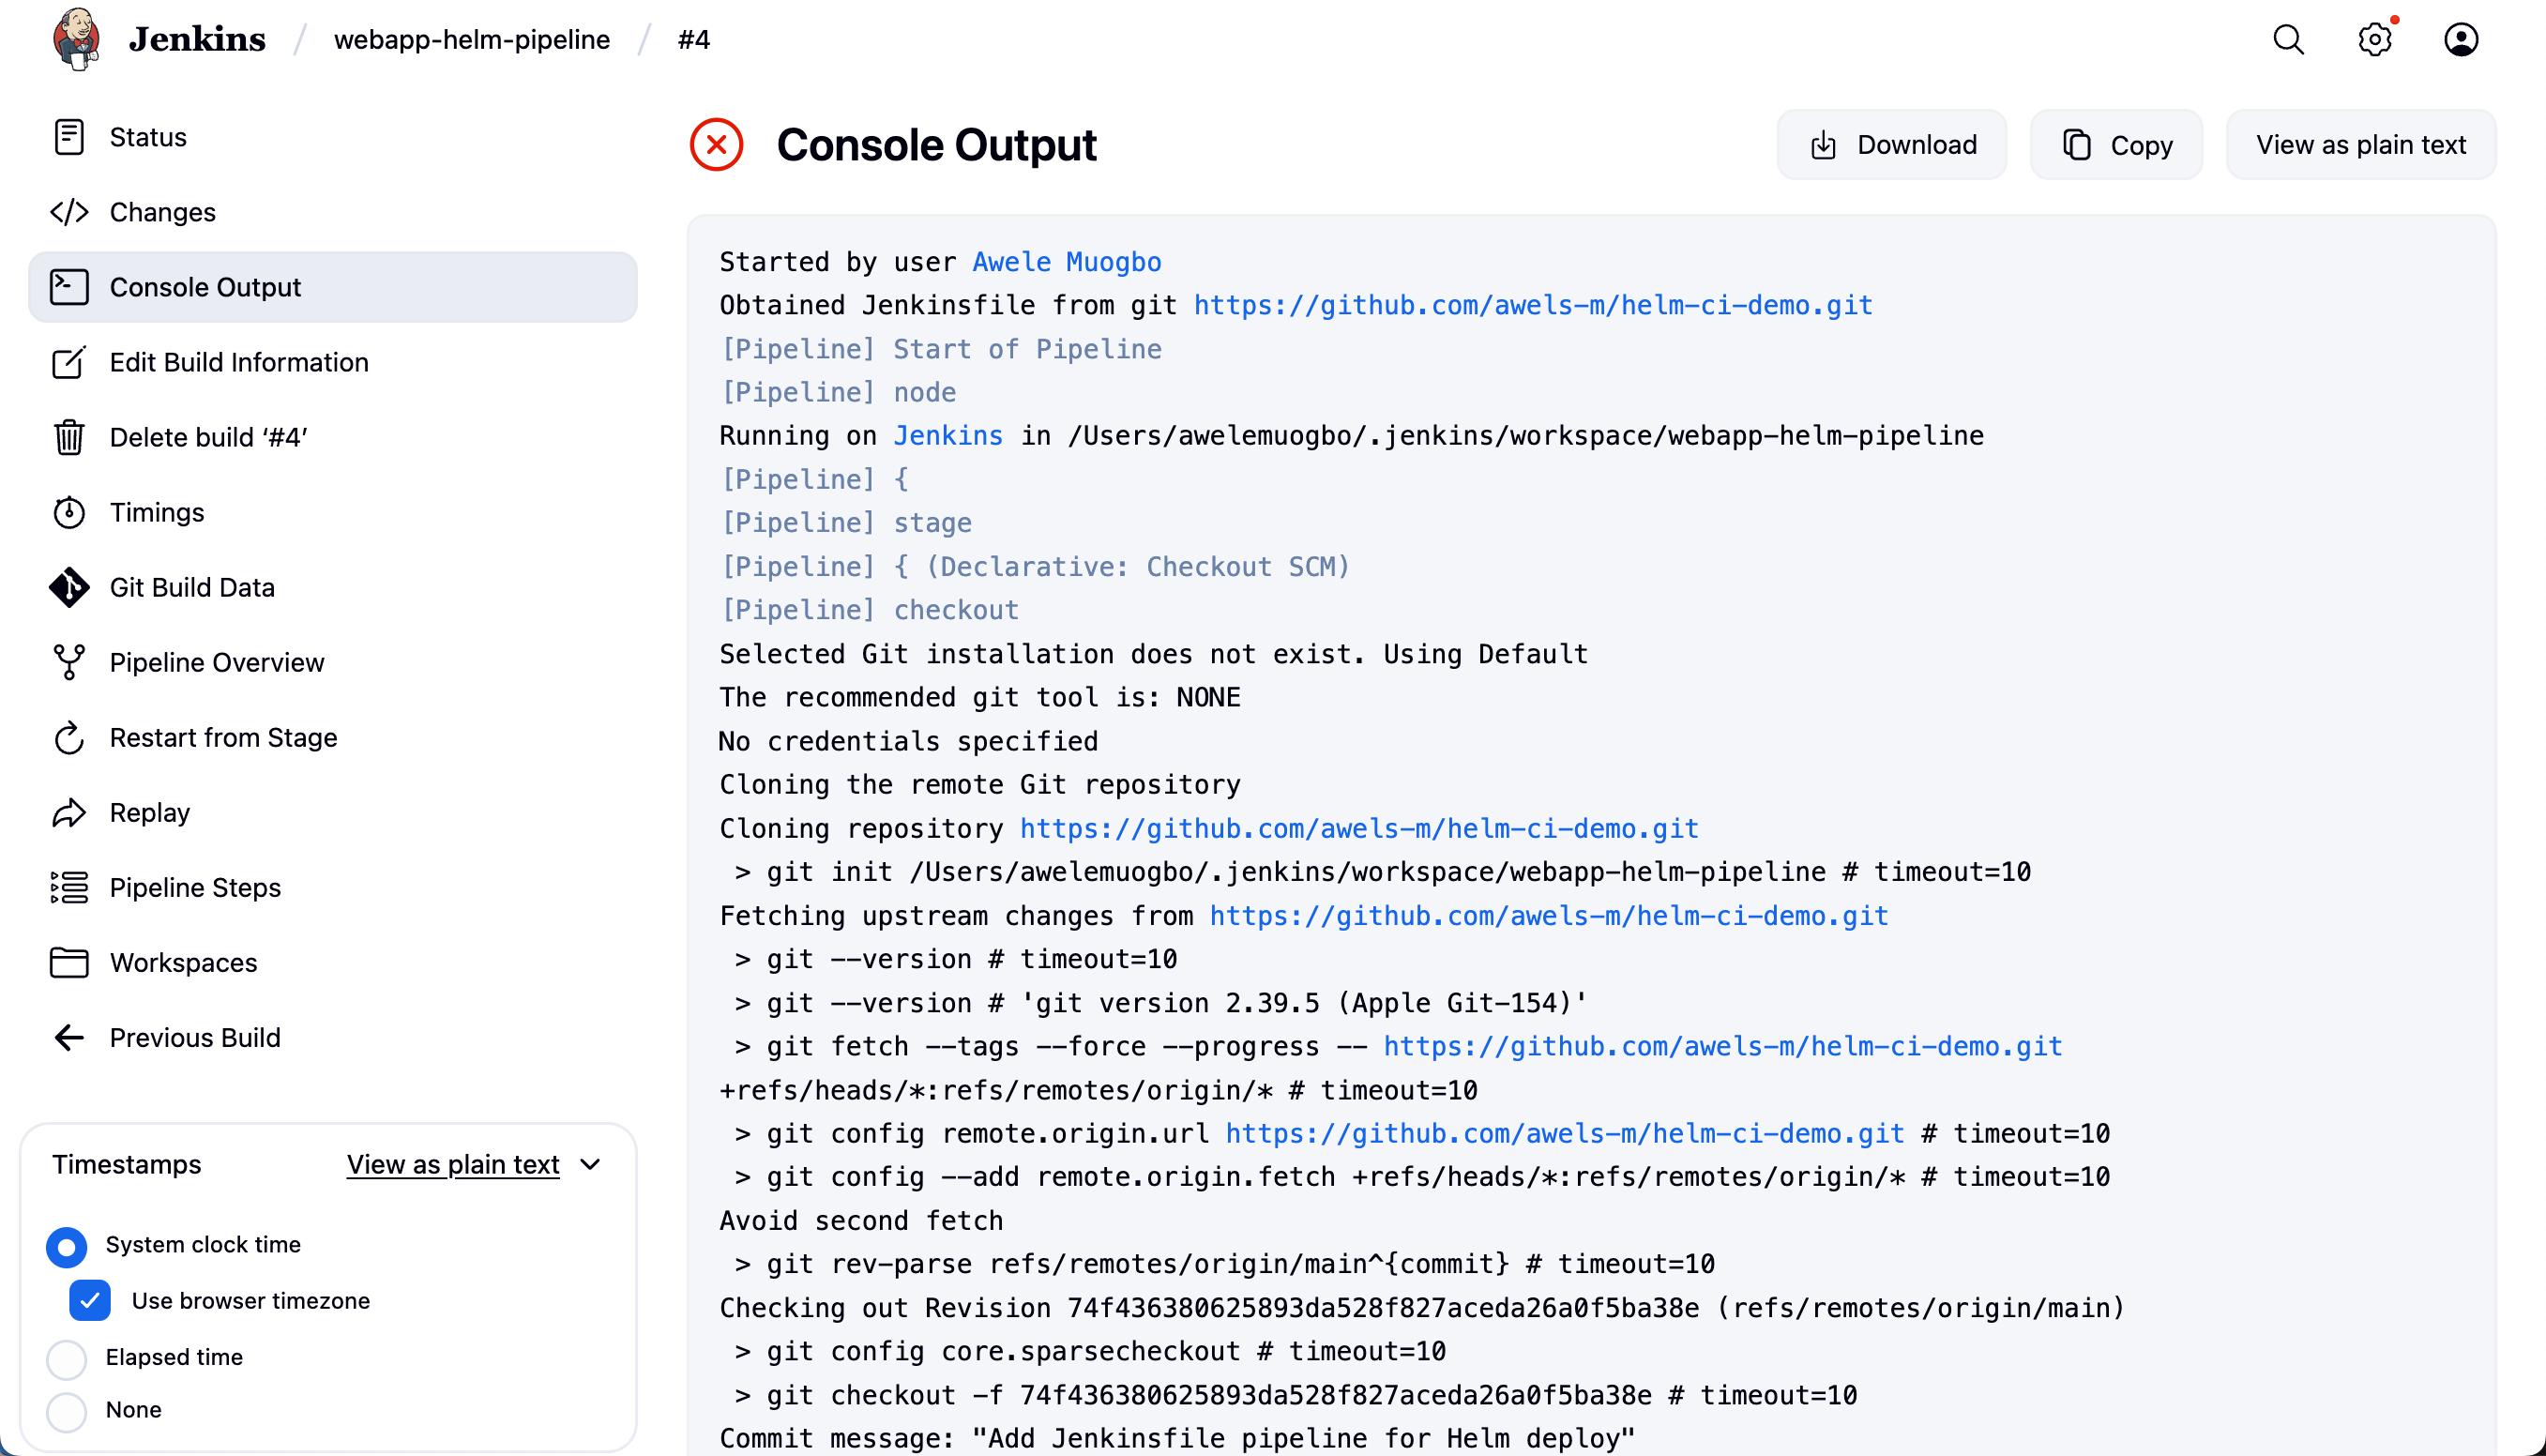 Jenkins / webapp-helm-pipeline / #4
Status
Changes
Console Output
Edit Build Information
Delete build ‘#4’
Timings
Git Build Data
Pipeline Overview
Restart from Stage
Replay
Pipeline Steps
Workspaces
Previous Build
Timestamps
View as plain text
System clock time
Use browser timezone
Elapsed time
None
Console Output
Download
Copy
View as plain text
Started by user Awele Muogbo
Obtained Jenkinsfile from git https://github.com/awels-m/helm-ci-demo.git
[Pipeline] Start of Pipeline
[Pipeline] node
Running on Jenkins in /Users/awelemuogbo/.jenkins/workspace/webapp-helm-pipeline
[Pipeline] {
[Pipeline] stage
[Pipeline] { (Declarative: Checkout SCM)
[Pipeline] checkout
Selected Git installation does not exist. Using Default
The recommended git tool is: NONE
No credentials specified
Cloning the remote Git repository
Cloning repository https://github.com/awels-m/helm-ci-demo.git
 > git init /Users/awelemuogbo/.jenkins/workspace/webapp-helm-pipeline # timeout=10
Fetching upstream changes from https://github.com/awels-m/helm-ci-demo.git
 > git --version # timeout=10
 > git --version # 'git version 2.39.5 (Apple Git-154)'
 > git fetch --tags --force --progress -- https://github.com/awels-m/helm-ci-demo.git
+refs/heads/*:refs/remotes/origin/* # timeout=10
 > git config remote.origin.url https://github.com/awels-m/helm-ci-demo.git # timeout=10
 > git config --add remote.origin.fetch +refs/heads/*:refs/remotes/origin/* # timeout=10
Avoid second fetch
 > git rev-parse refs/remotes/origin/main^{commit} # timeout=10
Checking out Revision 74f436380625893da528f827aceda26a0f5ba38e (refs/remotes/origin/main)
 > git config core.sparsecheckout # timeout=10
 > git checkout -f 74f436380625893da528f827aceda26a0f5ba38e # timeout=10
Commit message: "Add Jenkinsfile pipeline for Helm deploy"